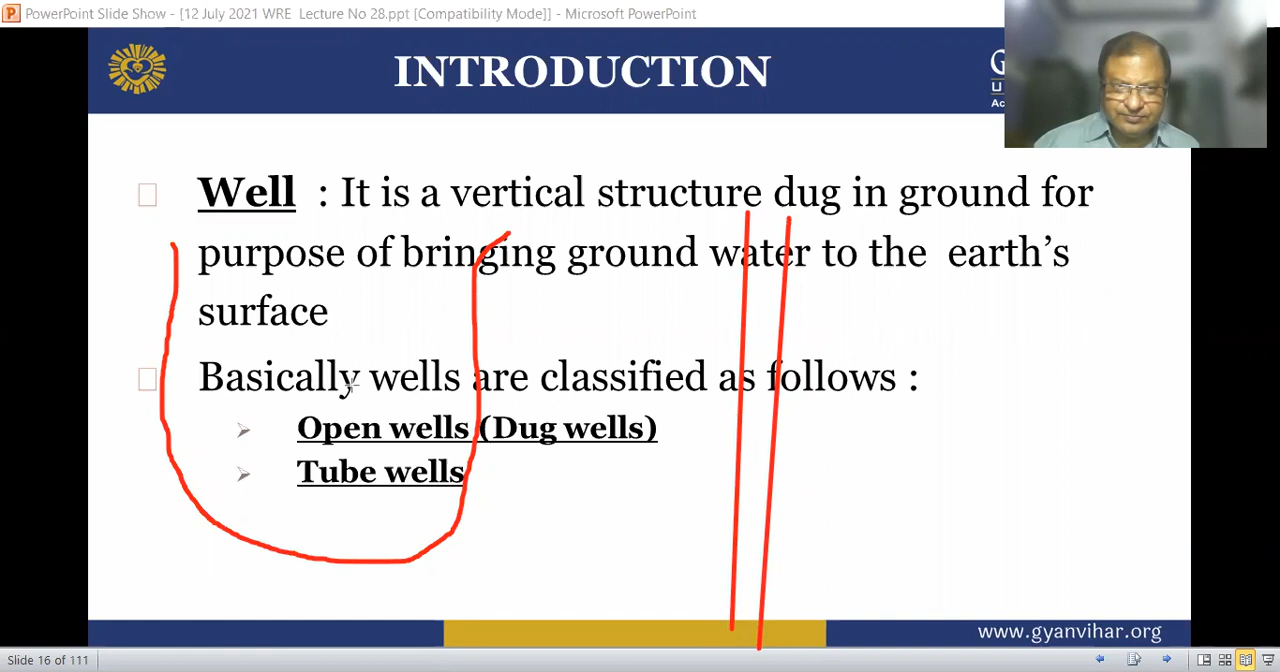 PowerPoint Slide Show - [12 July 2021 WRE Lecture No 28.ppt [Compatibility Mode]] - Microsoft PowerPoint
INTRODUCTION
G
U
Ac
Well : It is a vertical structure dug in ground for
purpose of bringing ground water to the earth's
surface
Basically wells are classified as follows :
Open wells (Dug wells)
Tube wells
www.gyanvihar.org
Slide 16 of 111